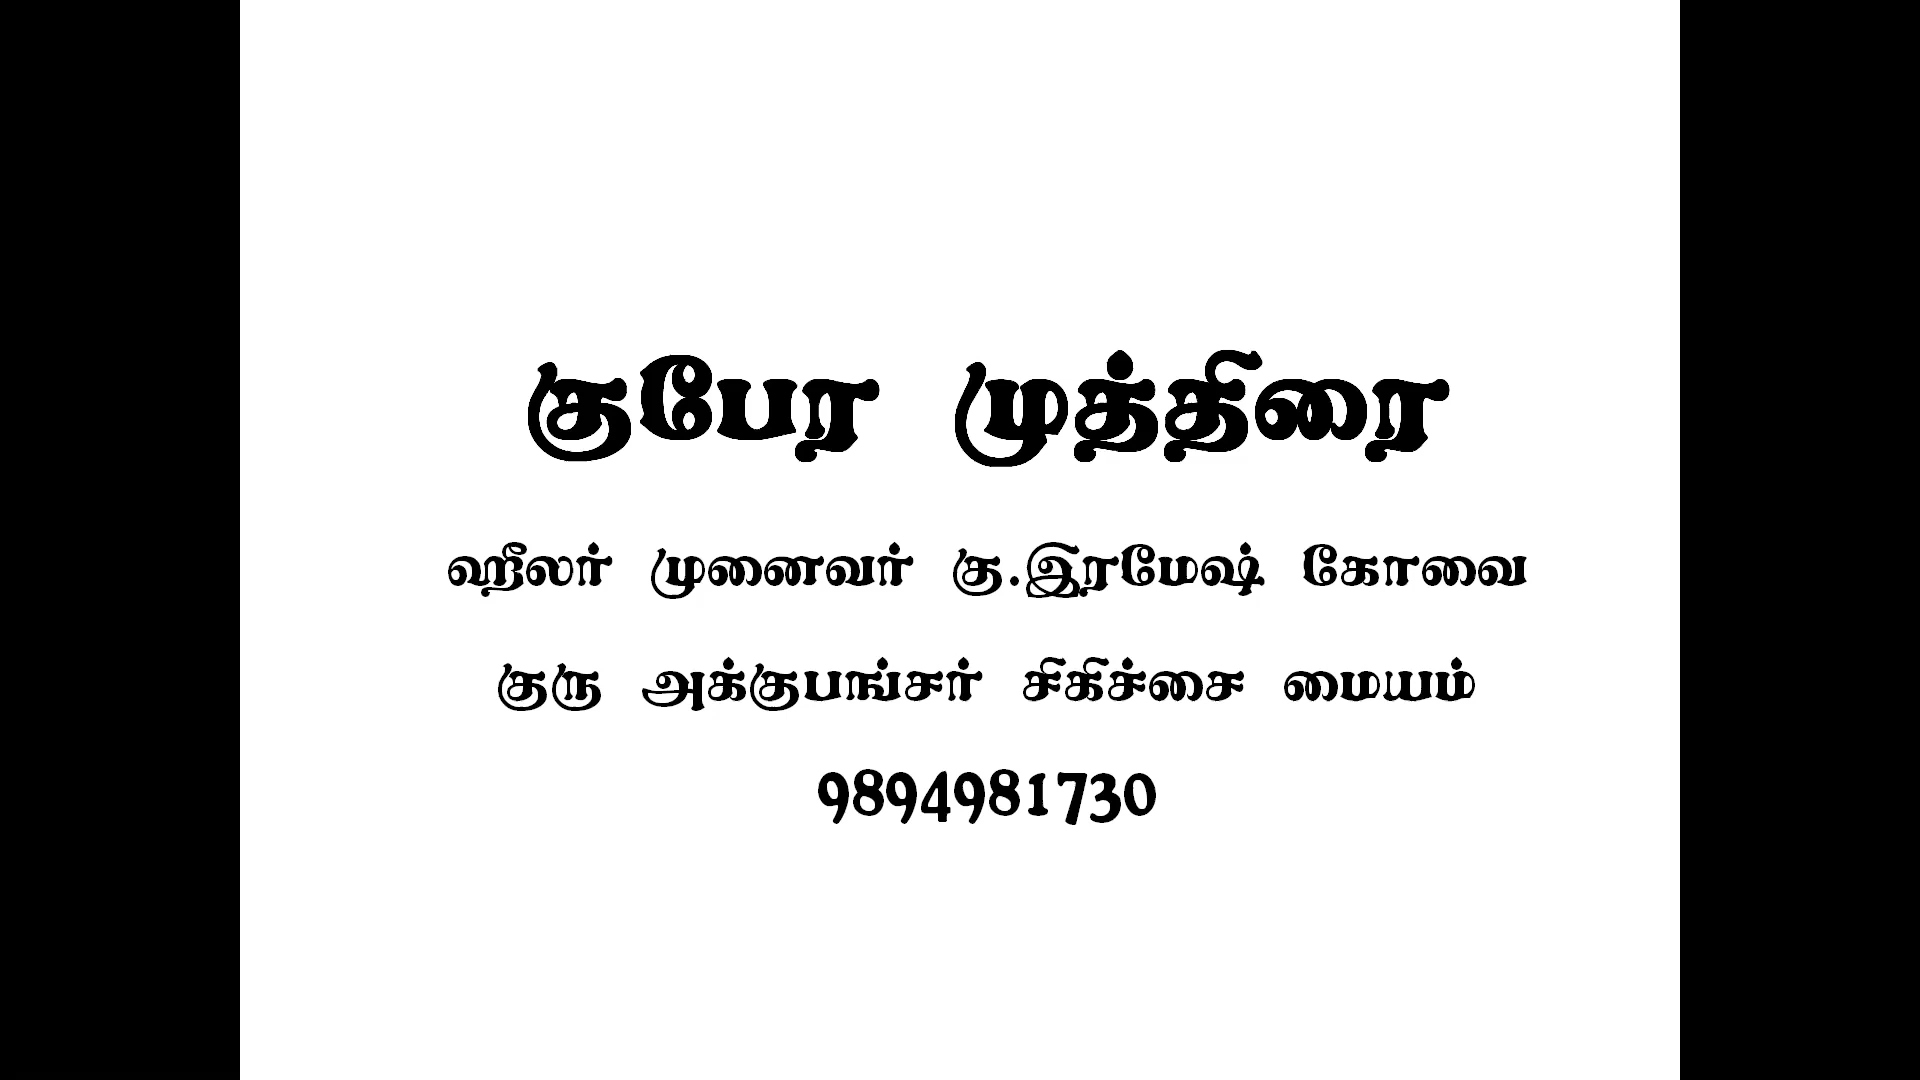 குபேர முத்திரை
ஹீலர் முனைவர் கு.இரமேஷ் கோவை
குரு அக்குபங்சர் சிகிச்சை மையம்
9894981730